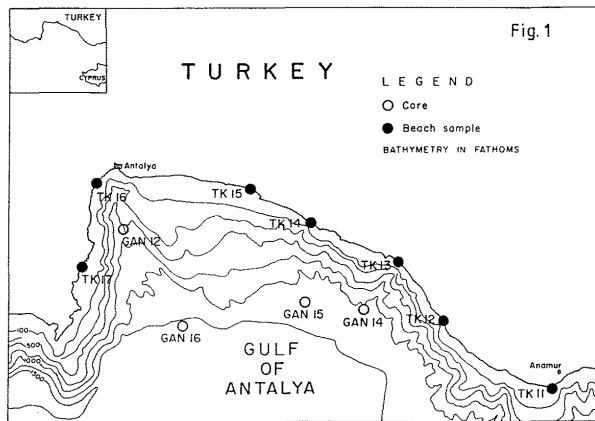 TURKEY
CYPRUS
Fig. 1
TURKEY
LEGEND
Core
Beach sample
BATHYMETRY IN FATHOMS
Antalya
TK 16
TK 15
TK 14
GAN 12
TK 13
TK 17
GAN 15
GAN 14
TK 12
GAN 16
100
500
1000
1300
GULF
OF
ANTALYA
Anamur
TK 11